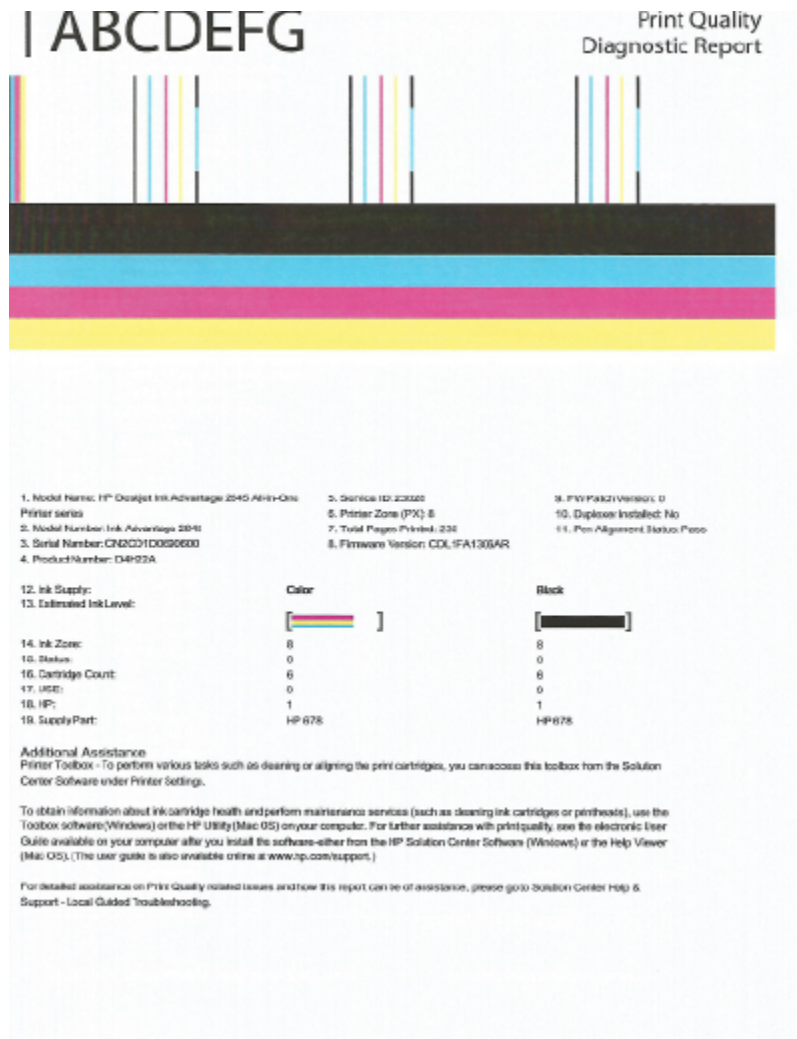 | ABCDEFG
Print Quality
Diagnostic Report
1. Model Name: HP Deskjet Ink Advantage 2645 All-in-One
Printer series
2. Model Number: Ink Advantage
3. Serial Number:
4. Product Number: D4H22A
5. Service ID:
6. Printer Zone (PX): 8
7. Total Pages Printed:
8. Firmware Version:
9. FW Patch Version: 0
10. Duplexer Installed: No
11. Pen Alignment Status: Pass
12. Ink Supply: Color Black
13. Estimated Ink Level:
14. Ink Zone: 8 8
15. Status: 0 0
16. Cartridge Count: 6 6
17. USE: 0 0
18. HP: 1 1
19. Supply Part: HP 678 HP 678
Additional Assistance
Printer Toolbox - To perform various tasks such as cleaning or aligning the print cartridges, you can access this toolbox from the Solution
Center Software under Printer Settings.
To obtain information about ink cartridge health and perform maintenance services (such as cleaning ink cartridges or printheads), use the
Toolbox software (Windows) or the HP Utility (Mac OS) on your computer. For further assistance with print quality, see the electronic User
Guide available on your computer after you install the software-either from the HP Solution Center Software (Windows) or the Help Viewer
(Mac OS). (The user guide is also available online at www.hp.com/support.)
For detailed assistance on Print Quality related issues and how this report can be of assistance, please go to Solution Center Help &
Support - Local Guided Troubleshooting.